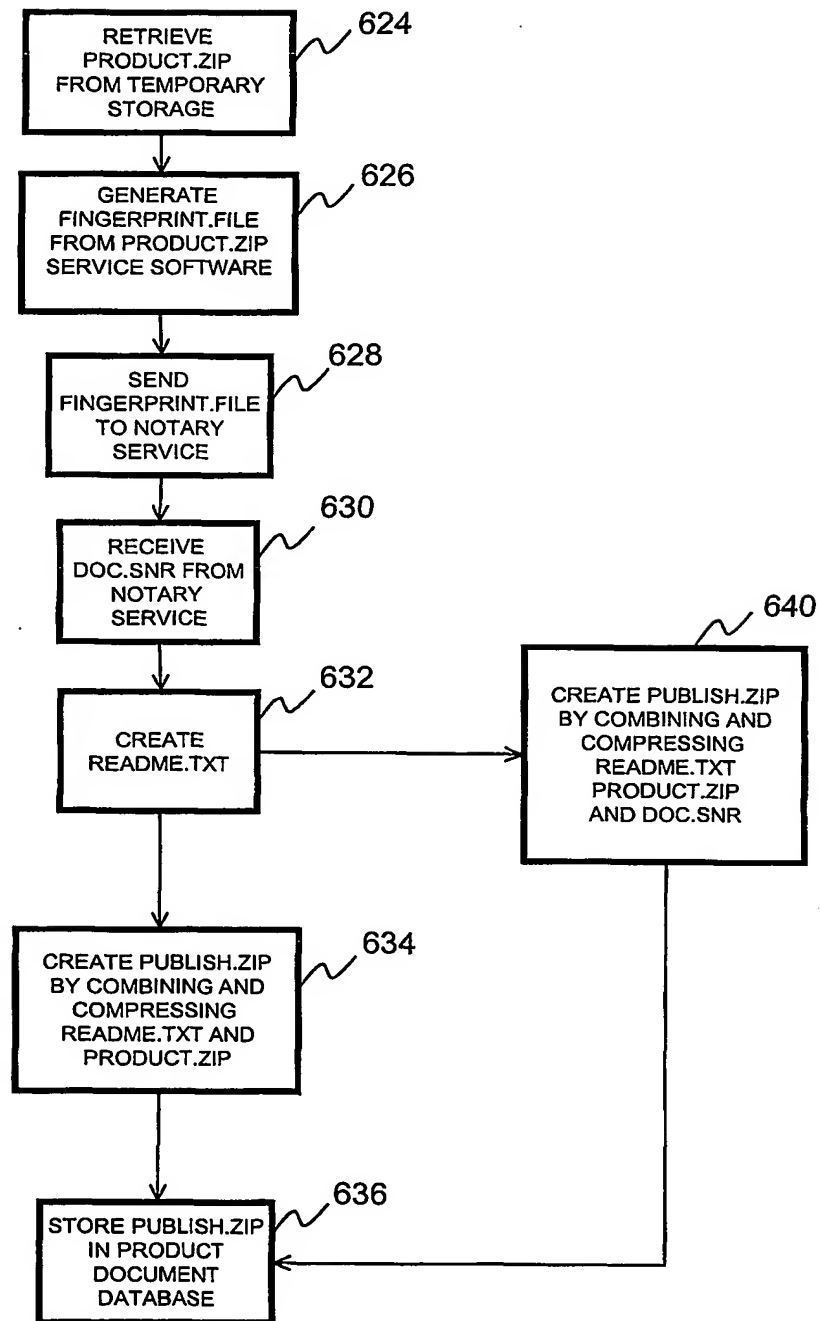 RETRIEVE
PRODUCT.ZIP
FROM TEMPORARY
STORAGE
624
GENERATE
FINGERPRINT.FILE
FROM PRODUCT.ZIP
SERVICE SOFTWARE
626
SEND
FINGERPRINT.FILE
TO NOTARY
SERVICE
628
RECEIVE
DOC.SNR FROM
NOTARY
SERVICE
630
CREATE
README.TXT
632
640
CREATE PUBLISH.ZIP
BY COMBINING AND
COMPRESSING
README.TXT
PRODUCT.ZIP
AND DOC.SNR
CREATE PUBLISH.ZIP
BY COMBINING AND
COMPRESSING
README.TXT AND
PRODUCT.ZIP
634
STORE PUBLISH.ZIP
IN PRODUCT
DOCUMENT
DATABASE
636